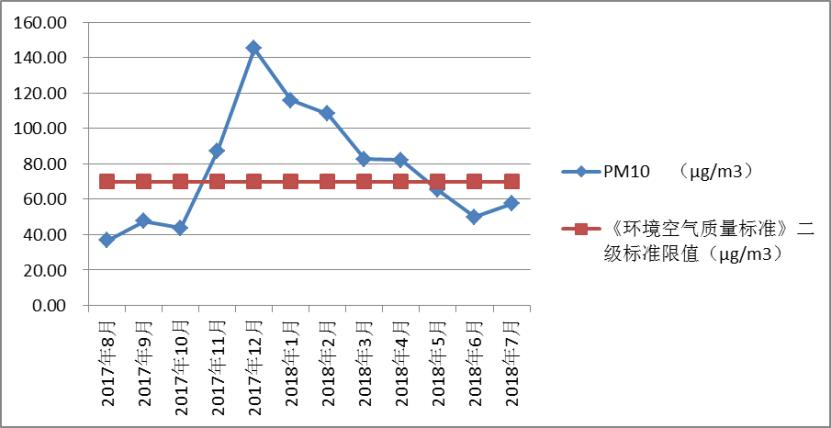 160.00
140.00
120.00
100.00
80.00
60.00
40.00
20.00
0.00
2017年8月
2017年9月
2017年10月
2017年11月
2017年12月
2018年1月
2018年2月
2018年3月
2018年4月
2018年5月
2018年6月
2018年7月
PM10 （μg/m3）
《环境空气质量标准》二
级标准限值（μg/m3）